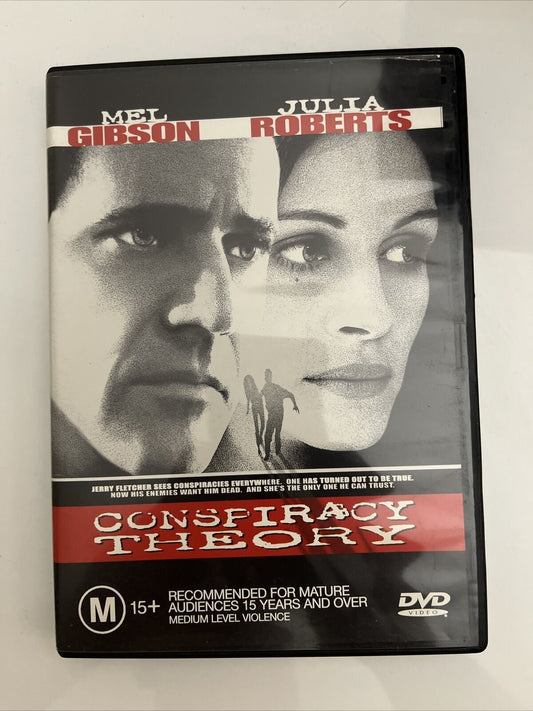 MEL JULIA
GIBSON ROBERTS
JERRY FLETCHER SEES CONSPIRACIES EVERYWHERE. ONE HAS TURNED OUT TO BE TRUE.
NOW HIS ENEMIES WANT HIM DEAD. AND SHE'S THE ONLY ONE HE CAN TRUST.
CONSPIRACY
THEORY
M 15+ RECOMMENDED FOR MATURE
AUDIENCES 15 YEARS AND OVER
MEDIUM LEVEL VIOLENCE
DVD
VIDEO